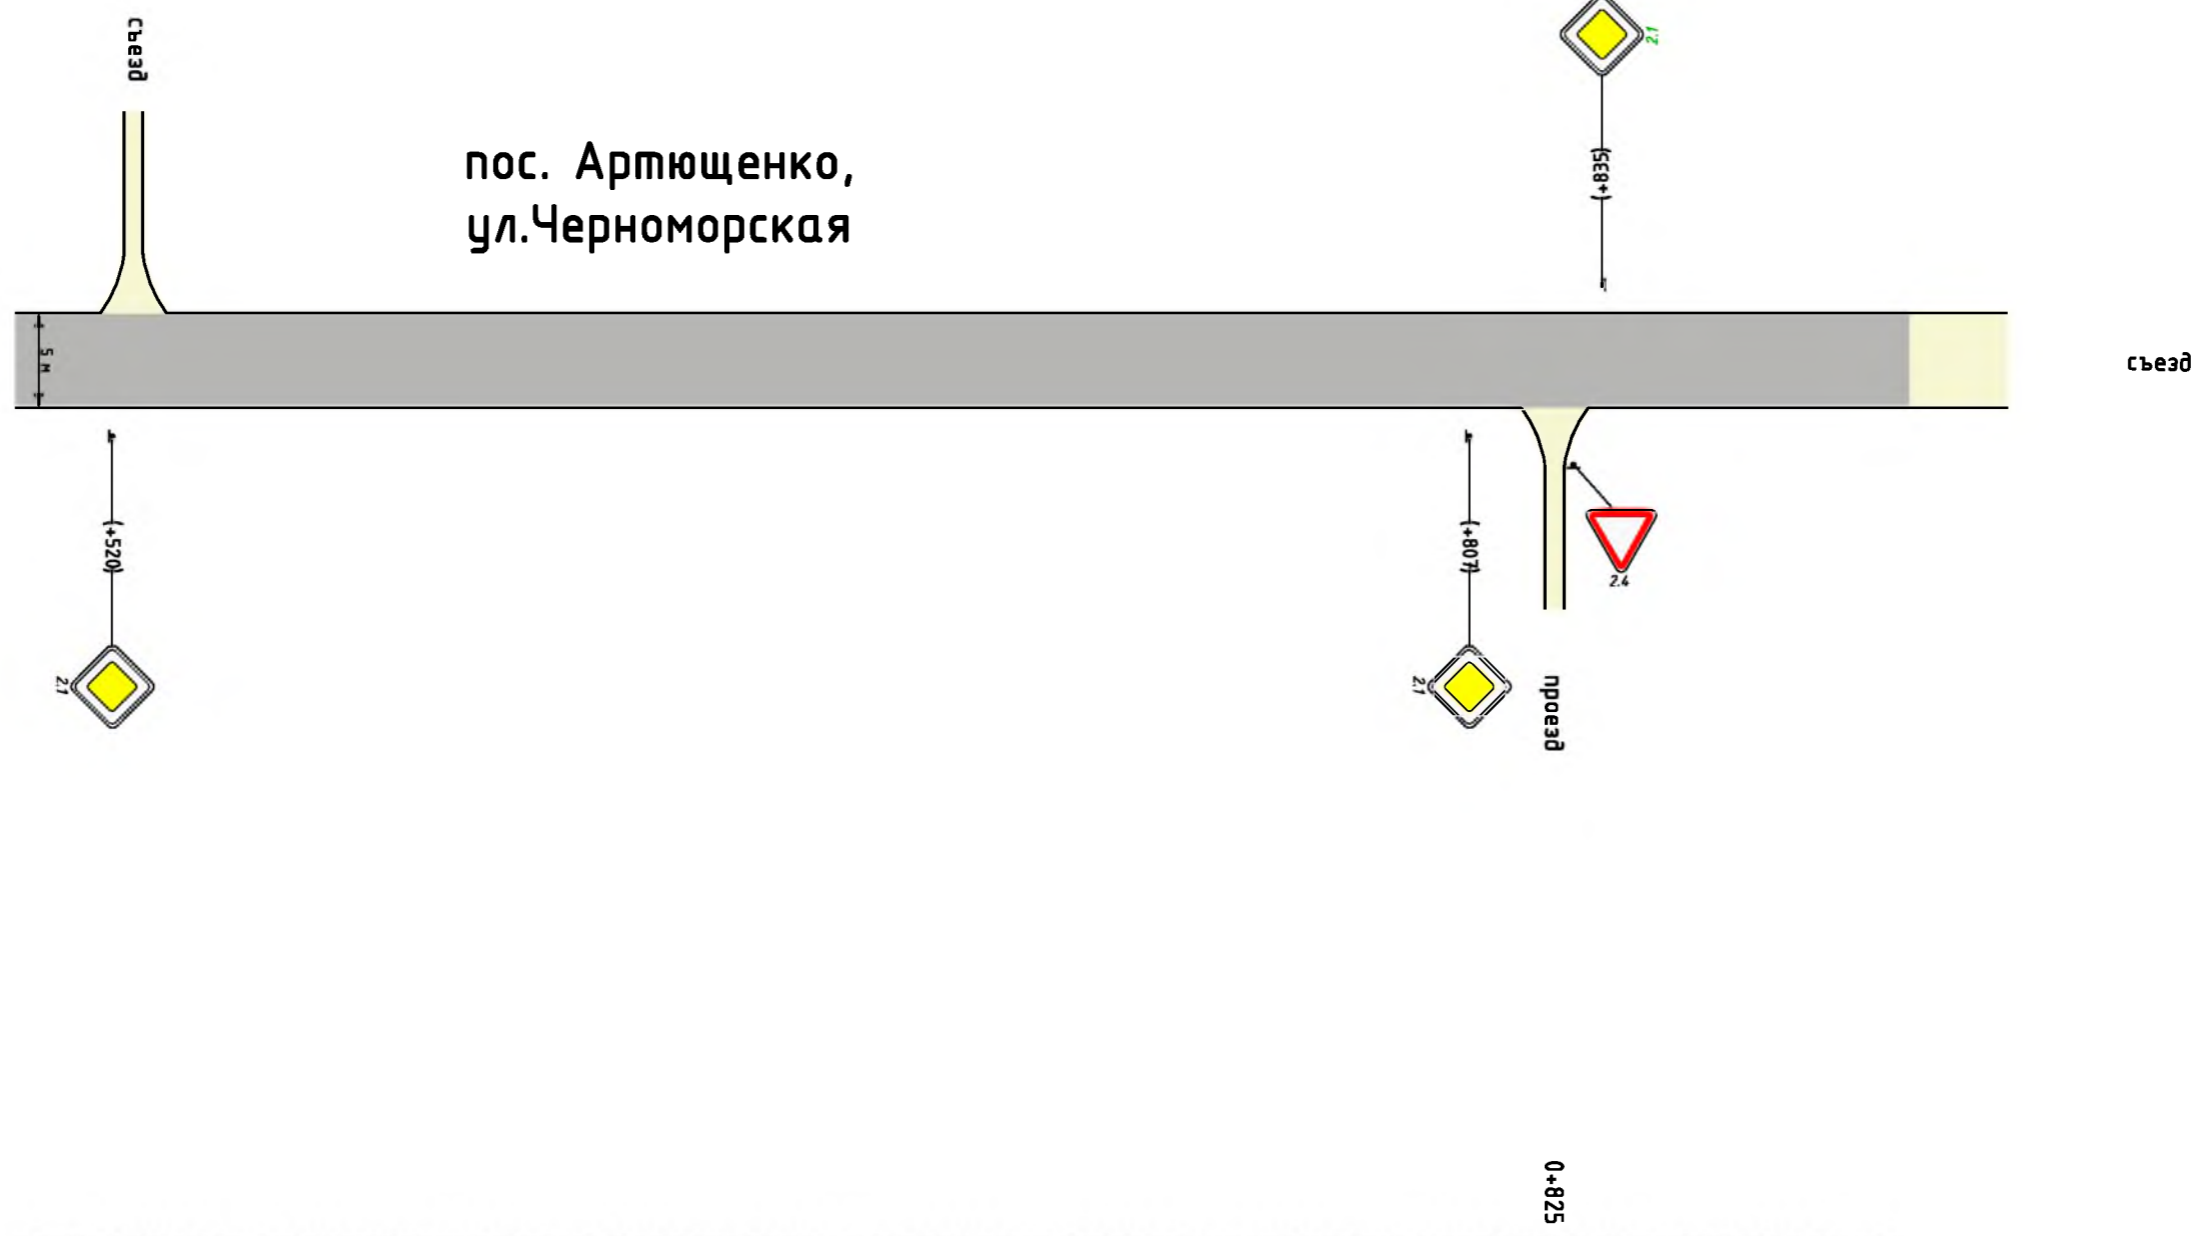 съезд
2.1
(+835)
пос. Артющенко,
ул.Черноморская
5 м
съезд
(+520)
2.1
(+807)
2.1
2.4
проезд
0+825